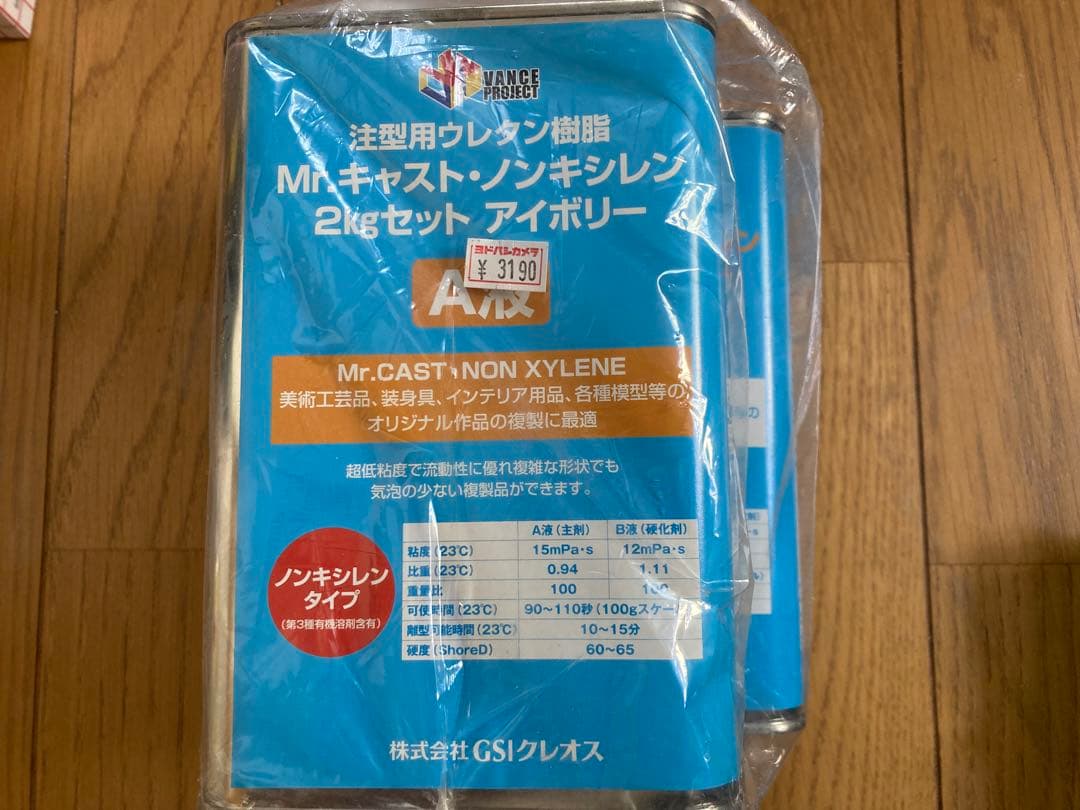 VANCE
PROJECT
注型用ウレタン樹脂
Mr.キャスト・ノンキシレン
2kgセット アイボリー
ヨドバシカメラ
¥ 3190
A液
Mr.CAST NON XYLENE
美術工芸品、装身具、インテリア用品、各種模型等の
オリジナル作品の複製に最適
超低粘度で流動性に優れ複雑な形状でも
気泡の少ない複製品ができます。
A液(主剤) B液(硬化剤)
粘度(23℃) 15mPa・s 12mPa・s
比重(23℃) 0.94 1.11
重量比 100 100
可使時間(23℃) 90〜110秒(100gスケール)
離型可能時間(23℃) 10〜15分
硬度(ShoreD) 60〜65
ノンキシレン
タイプ
(第3種有機溶剤含有)
株式会社 GSIクレオス
ン
の